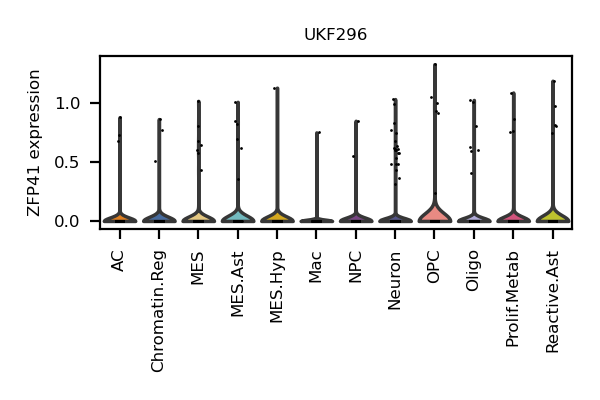 UKF296
ZFP41 expression
1.0
0.5
0.0
AC
Chromatin.Reg
MES
MES.Ast
MES.Hyp
Mac
NPC
Neuron
OPC
Oligo
Prolif.Metab
Reactive.Ast